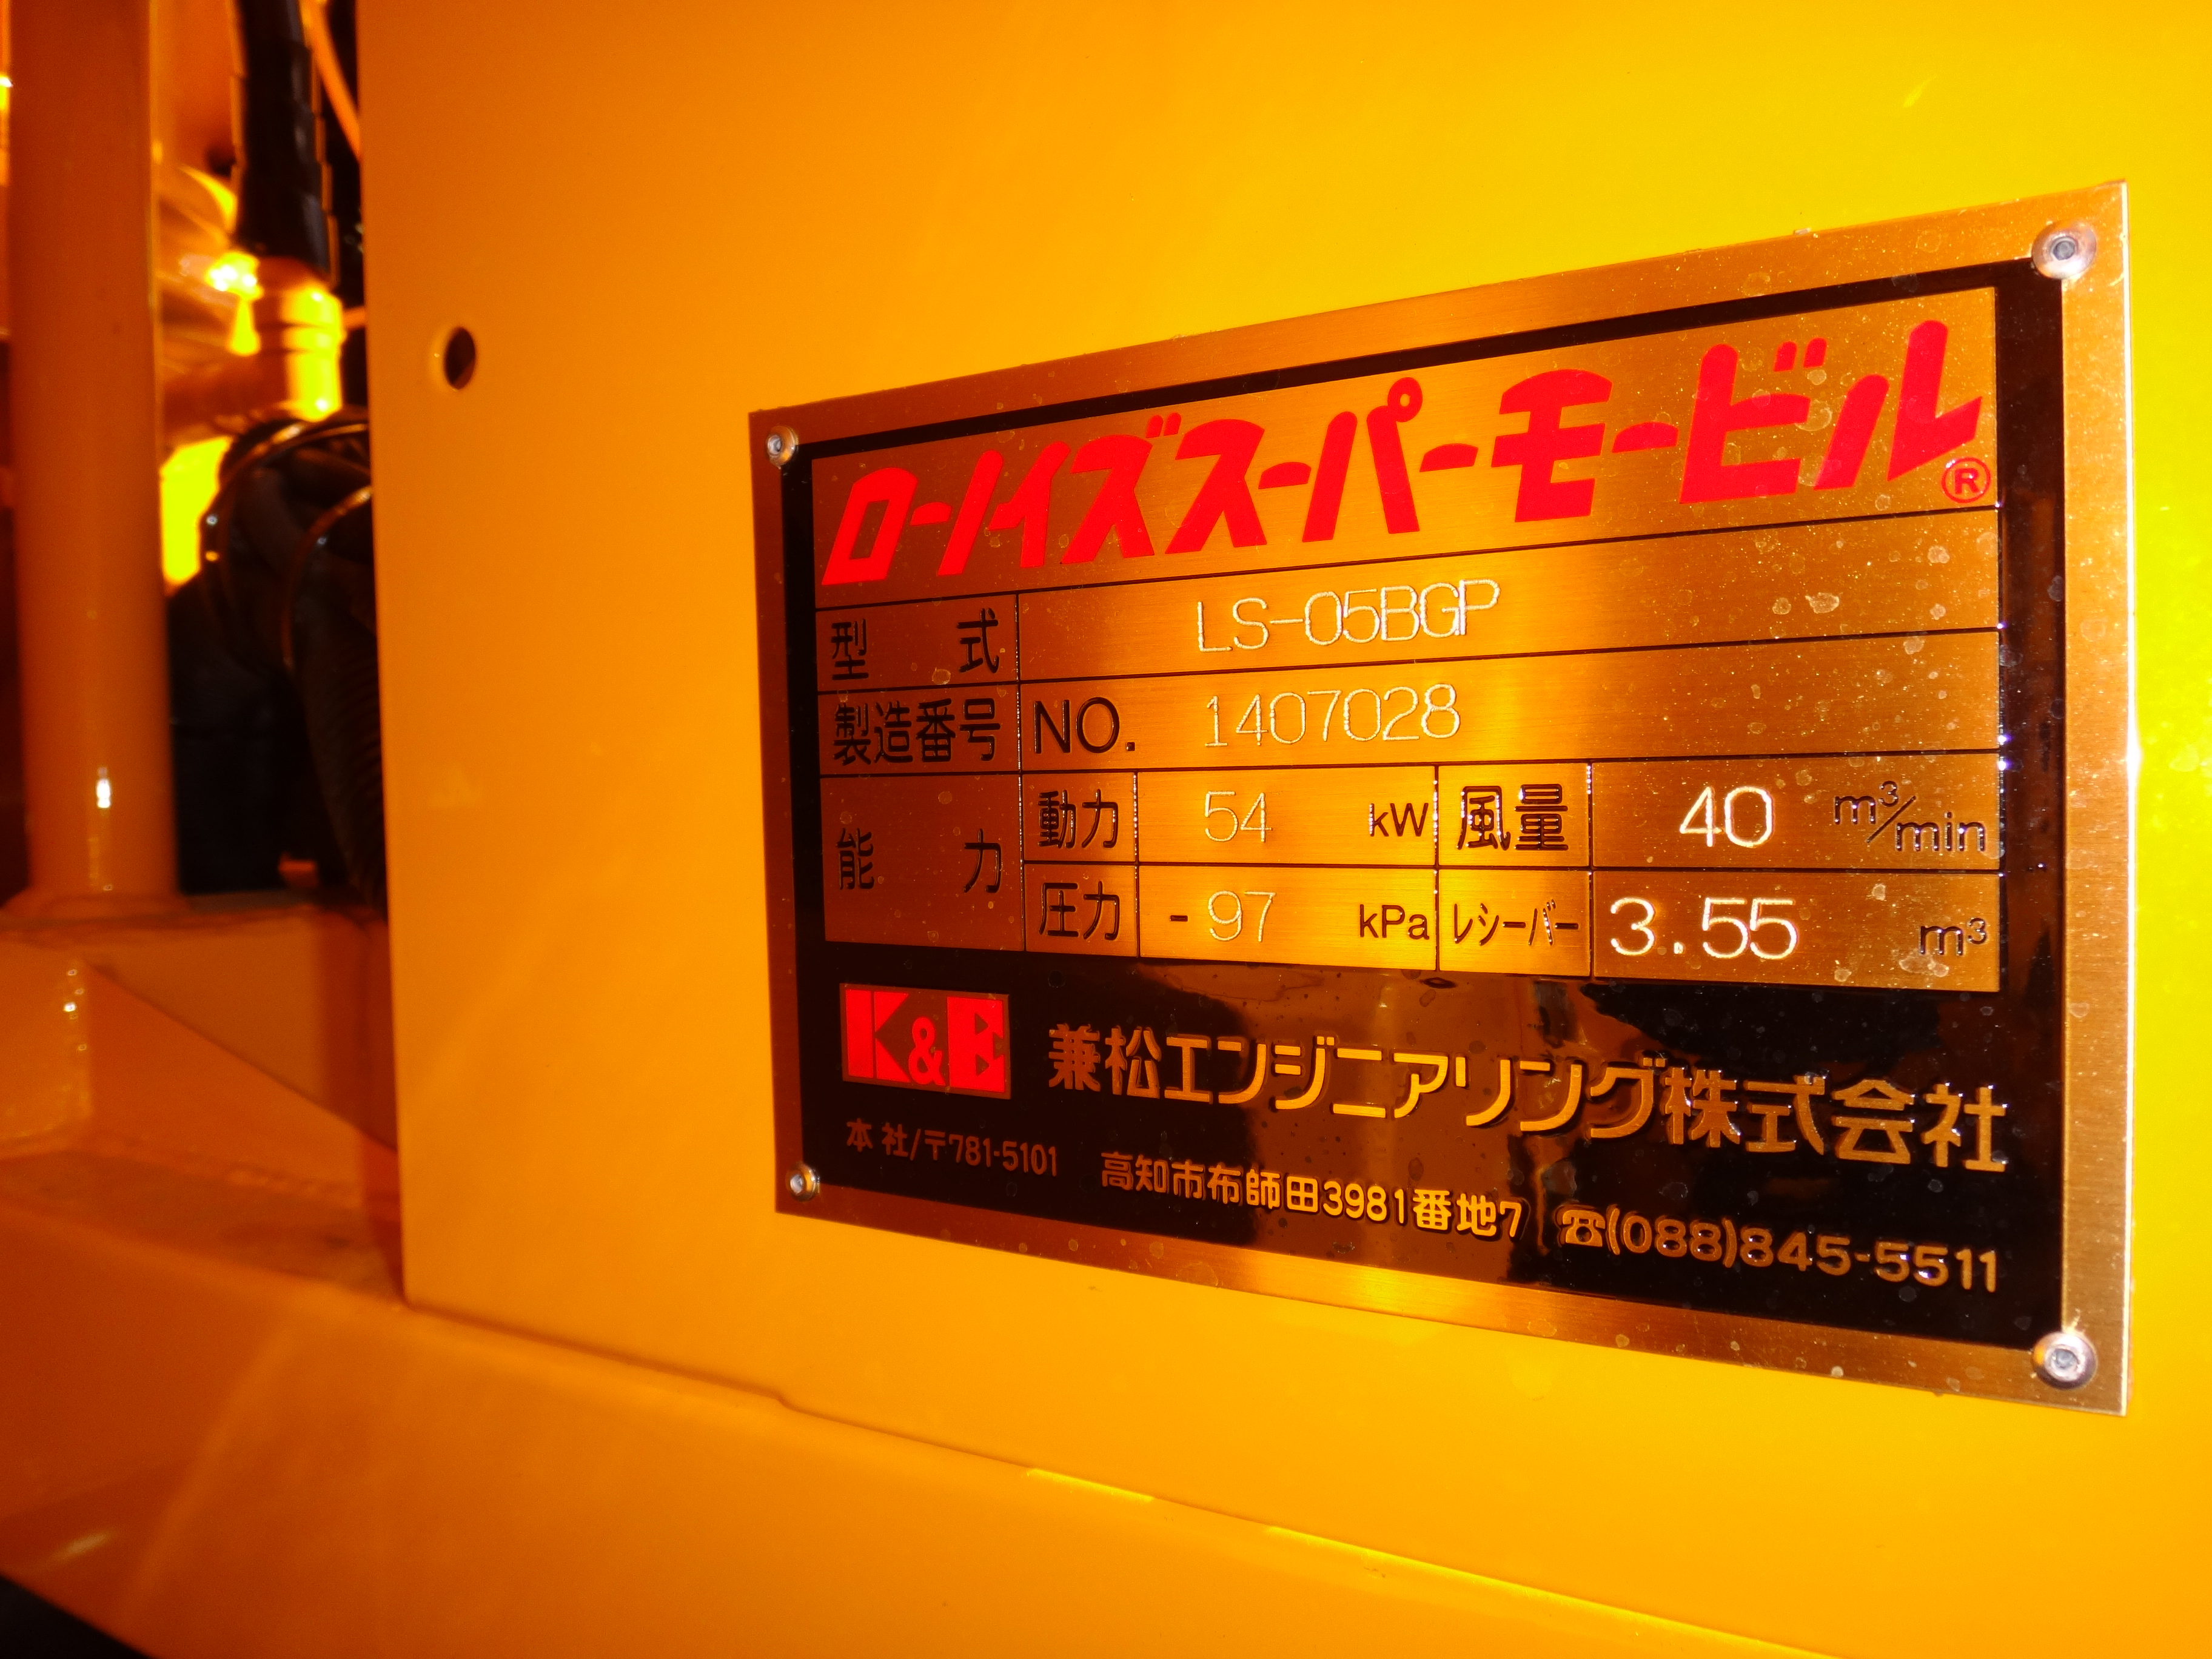 ローノイズスーパーモービル®
型式 LS-05BGP
製造番号 NO. 1407028
能力 動力 54 kW 風量 40 m³/min
圧力 -97 kPa レシーバー 3.55 m³
K&E 兼松エンジニアリング株式会社
本社/〒781-5101 高知市布師田3981番地7 ☎(088)845-5511